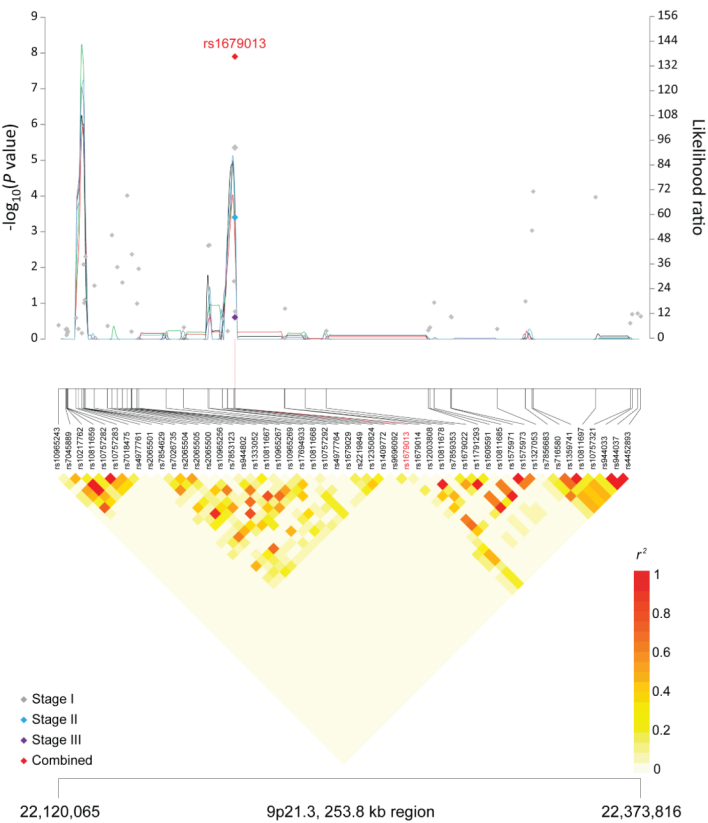 rs1679013
-log10(P value)
9
8
7
6
5
4
3
2
1
0
Likelihood ratio
156
144
132
120
108
96
84
72
60
48
36
24
12
0
rs10965243
rs7045889
rs10217762
rs10811659
rs10757282
rs10757283
rs7018475
rs4977761
rs2065501
rs7854629
rs7026735
rs2065504
rs2065505
rs2065500
rs10965256
rs7853123
rs944802
rs1333052
rs10811667
rs10965267
rs10965269
rs17694933
rs10811668
rs10757292
rs4977764
rs1679029
rs2219849
rs12350824
rs1409772
rs965092
rs1679013
rs1679014
rs12003808
rs10811678
rs7859353
rs1679022
rs11791293
rs1606591
rs10811685
rs1575971
rs1575973
rs1327053
rs7856683
rs716580
rs1359741
rs10811697
rs10757321
rs944033
rs944037
rs4452893
r²
1
0.8
0.6
0.4
0.2
0
Stage I
Stage II
Stage III
Combined
22,120,065
9p21.3, 253.8 kb region
22,373,816